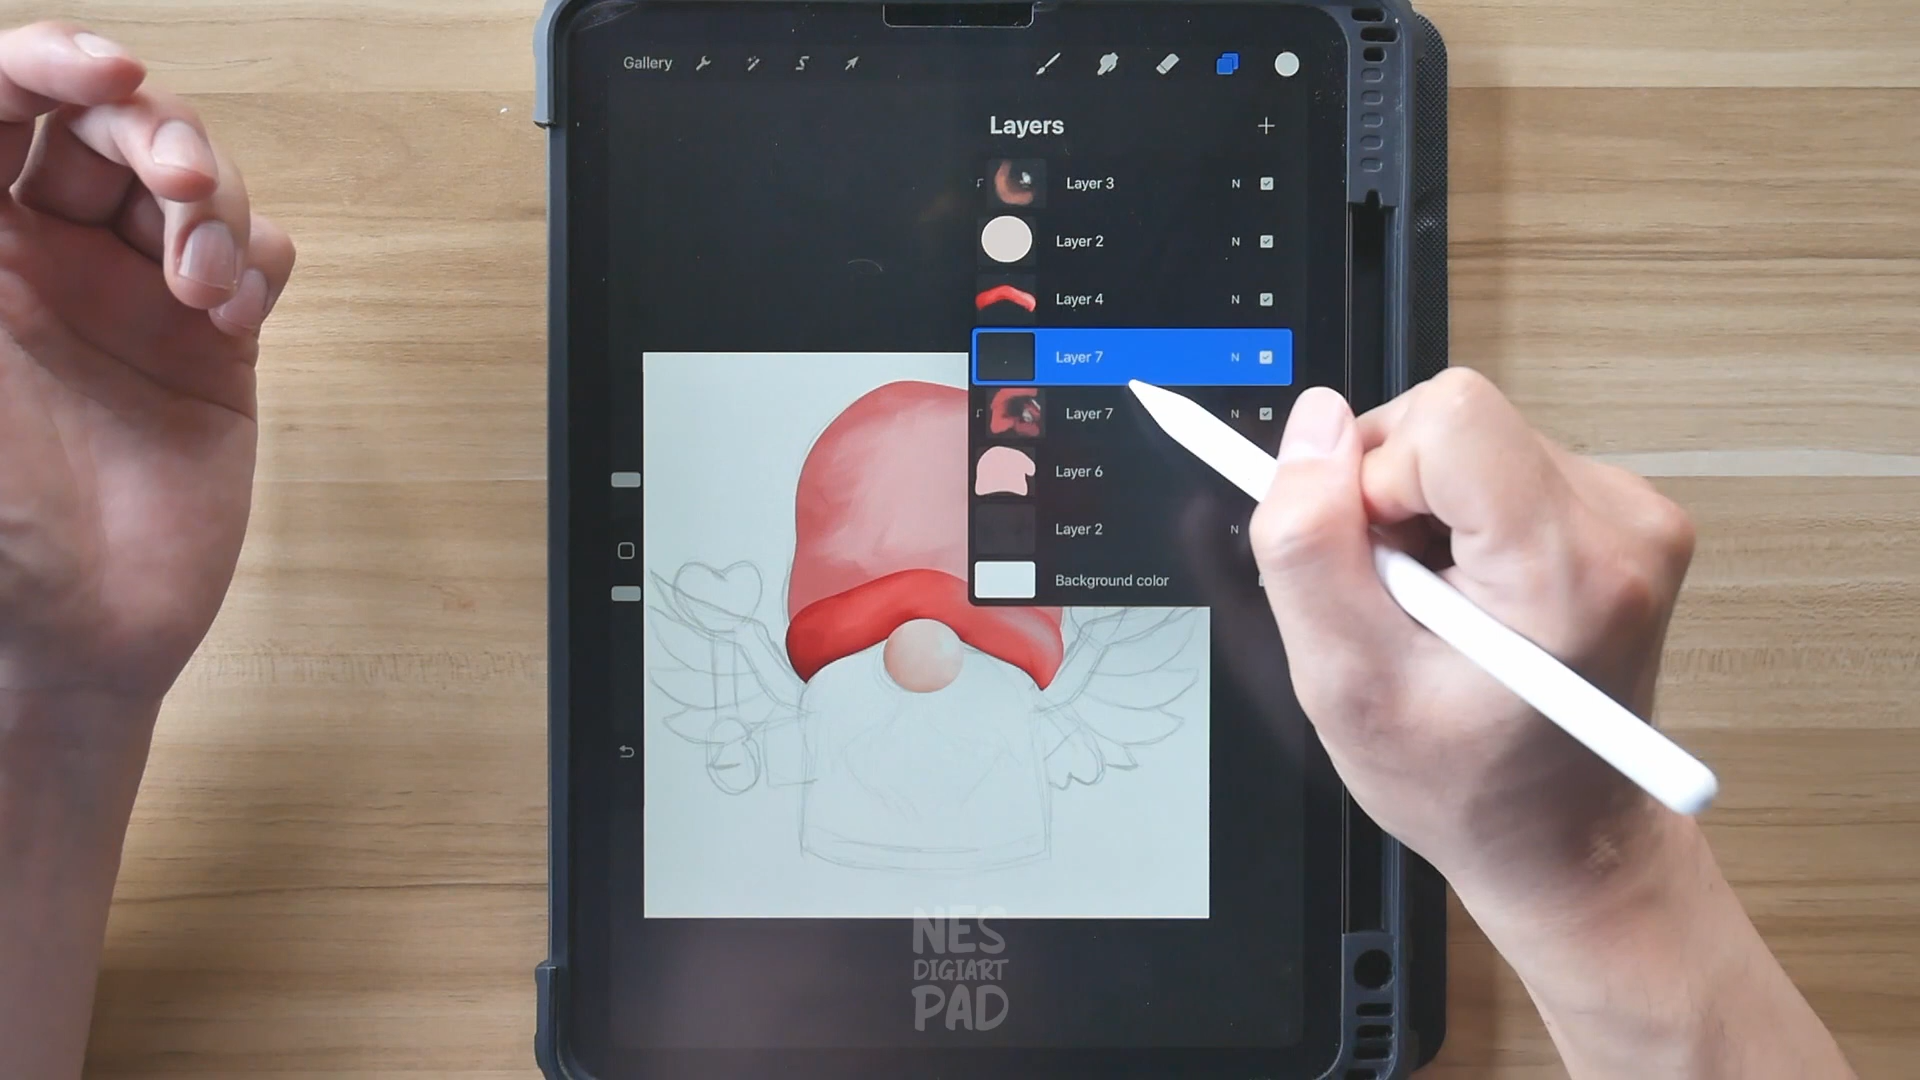 Gallery
Layers
Layer 3 N
Layer 2 N
Layer 4 N
Layer 7 N
Layer 7 N
Layer 6
Layer 2 N
Background color
NES
DIGIART
PAD